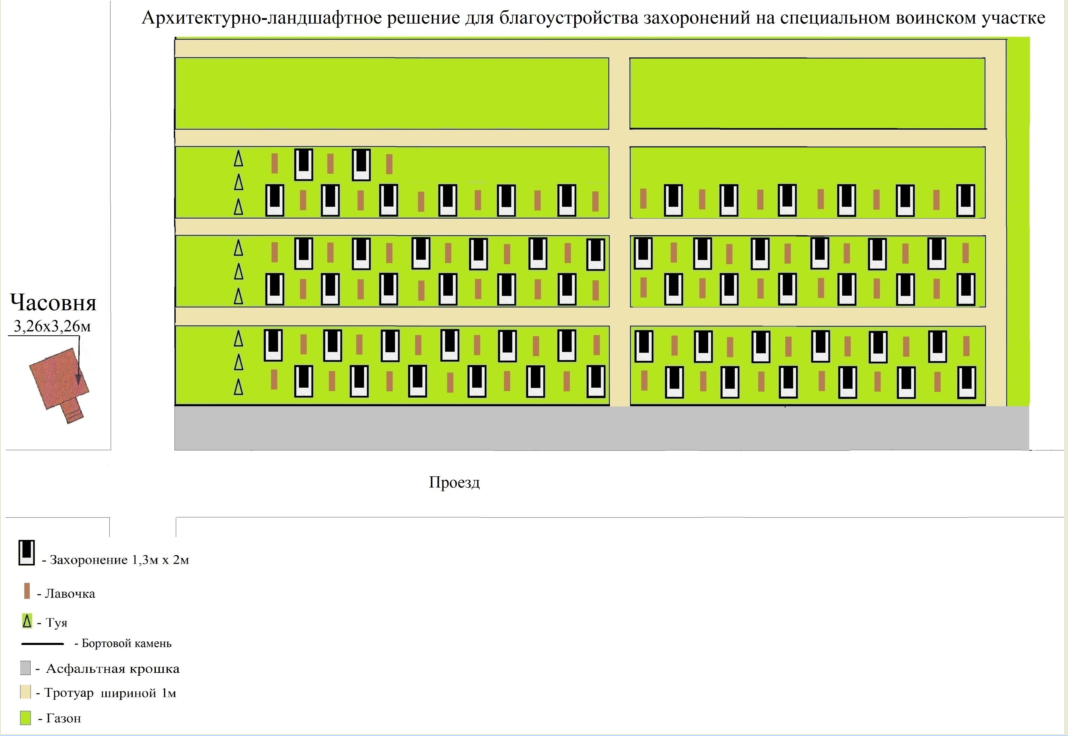 Архитектурно-ландшафтное решение для благоустройства захоронений на специальном воинском участке
Часовня
3,26х3,26м
Проезд
- Захоронение 1,3м х 2м
- Лавочка
- Туя
- Бортовой камень
- Асфальтная крошка
- Тротуар шириной 1м
- Газон